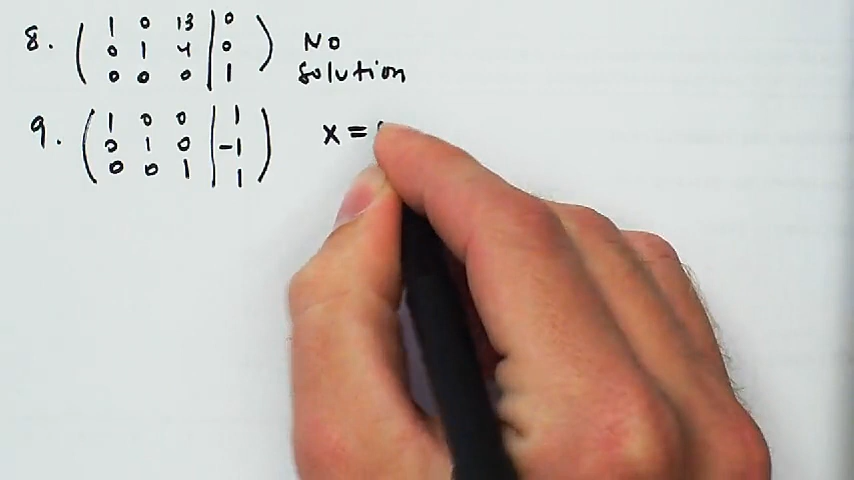 8. ( 1 0 13 | 0
0 1 4 | 0
0 0 0 | 1 ) No
Solution
9. ( 1 0 0 | 1
0 1 0 | -1
0 0 1 | 1 ) x =